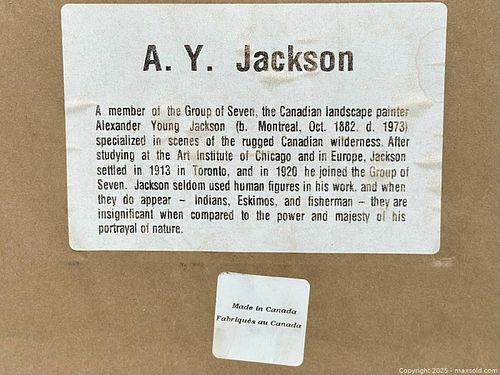 A. Y. Jackson
A member of the Group of Seven, the Canadian landscape painter
Alexander Young Jackson (b. Montreal, Oct. 1882, d. 1973)
specialized in scenes of the rugged Canadian wilderness. After
studying at the Art Institute of Chicago and in Europe, Jackson
settled in 1913 in Toronto, and in 1920 he joined the Group of
Seven. Jackson seldom used human figures in his work, and when
they do appear – Indians, Eskimos, and fisherman – they are
insignificant when compared to the power and majesty of his
portrayal of nature.
Made in Canada
Fabriqués au Canada
Copyright 2025 - maxsold.com